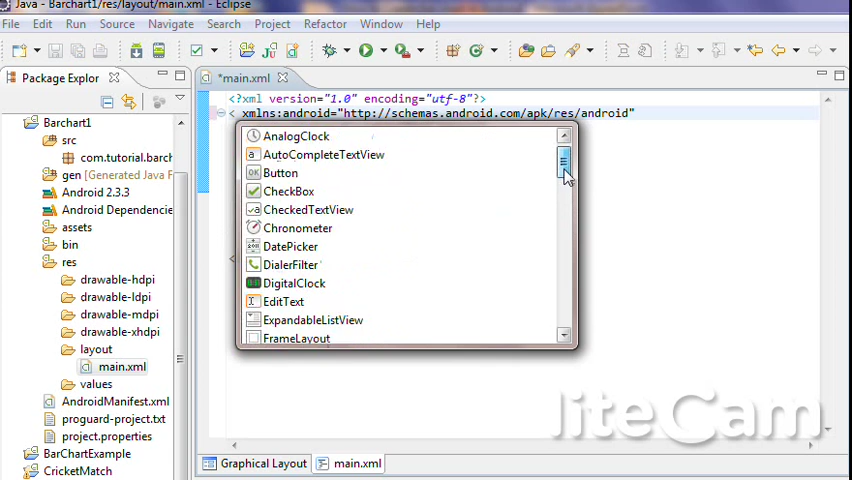 Java - Barchart1/res/layout/main.xml - Eclipse
File Edit Run Source Navigate Search Project Refactor Window Help
Package Explor
*main.xml
Barchart1
src
com.tutorial.barch
gen [Generated Java F
Android 2.3.3
Android Dependencie
assets
bin
res
drawable-hdpi
drawable-ldpi
drawable-mdpi
drawable-xhdpi
layout
main.xml
values
AndroidManifest.xml
proguard-project.txt
project.properties
BarChartExample
CricketMatch
<?xml version="1.0" encoding="utf-8"?>
< xmlns:android="http://schemas.android.com/apk/res/android"
AnalogClock
AutoCompleteTextView
Button
CheckBox
CheckedTextView
Chronometer
DatePicker
DialerFilter
DigitalClock
EditText
ExpandableListView
FrameLayout
liteCam
Graphical Layout
main.xml